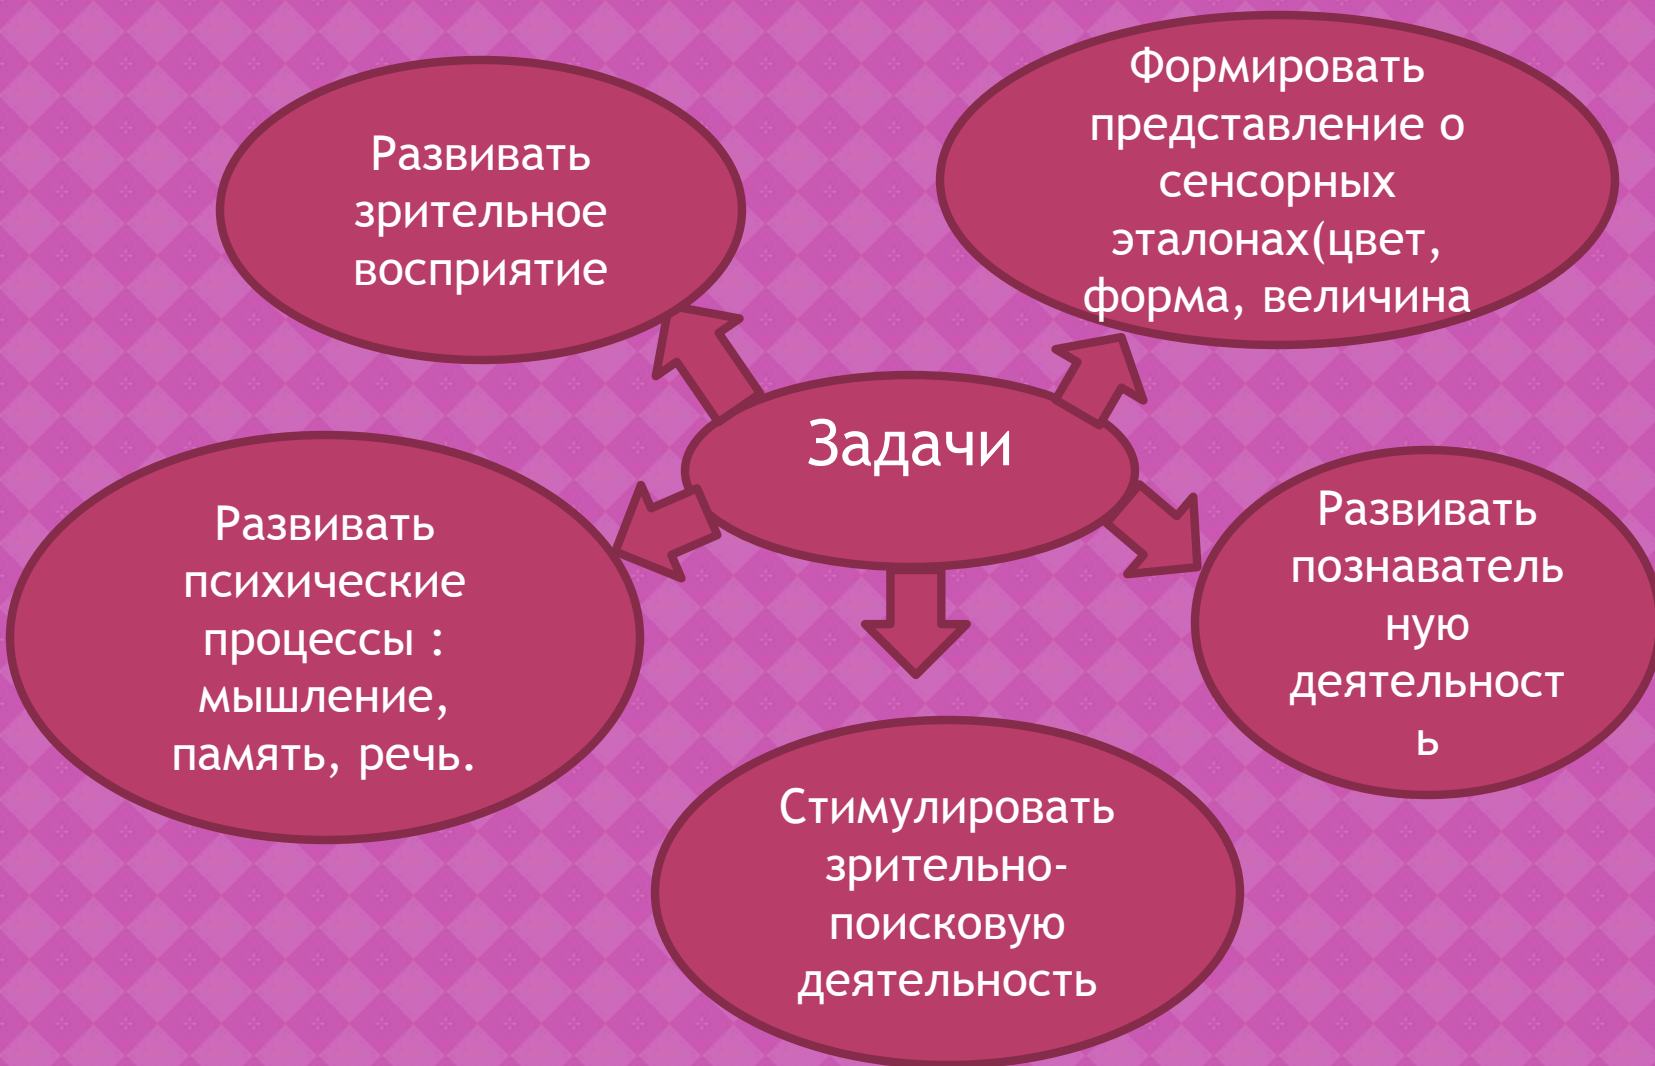 Развивать
зрительное
восприятие
Формировать
представление о
сенсорных
эталонах(цвет,
форма, величина
Задачи
Развивать
психические
процессы :
мышление,
память, речь.
Развивать
познаватель
ную
деятельност
ь
Стимулировать
зрительно-
поисковую
деятельность